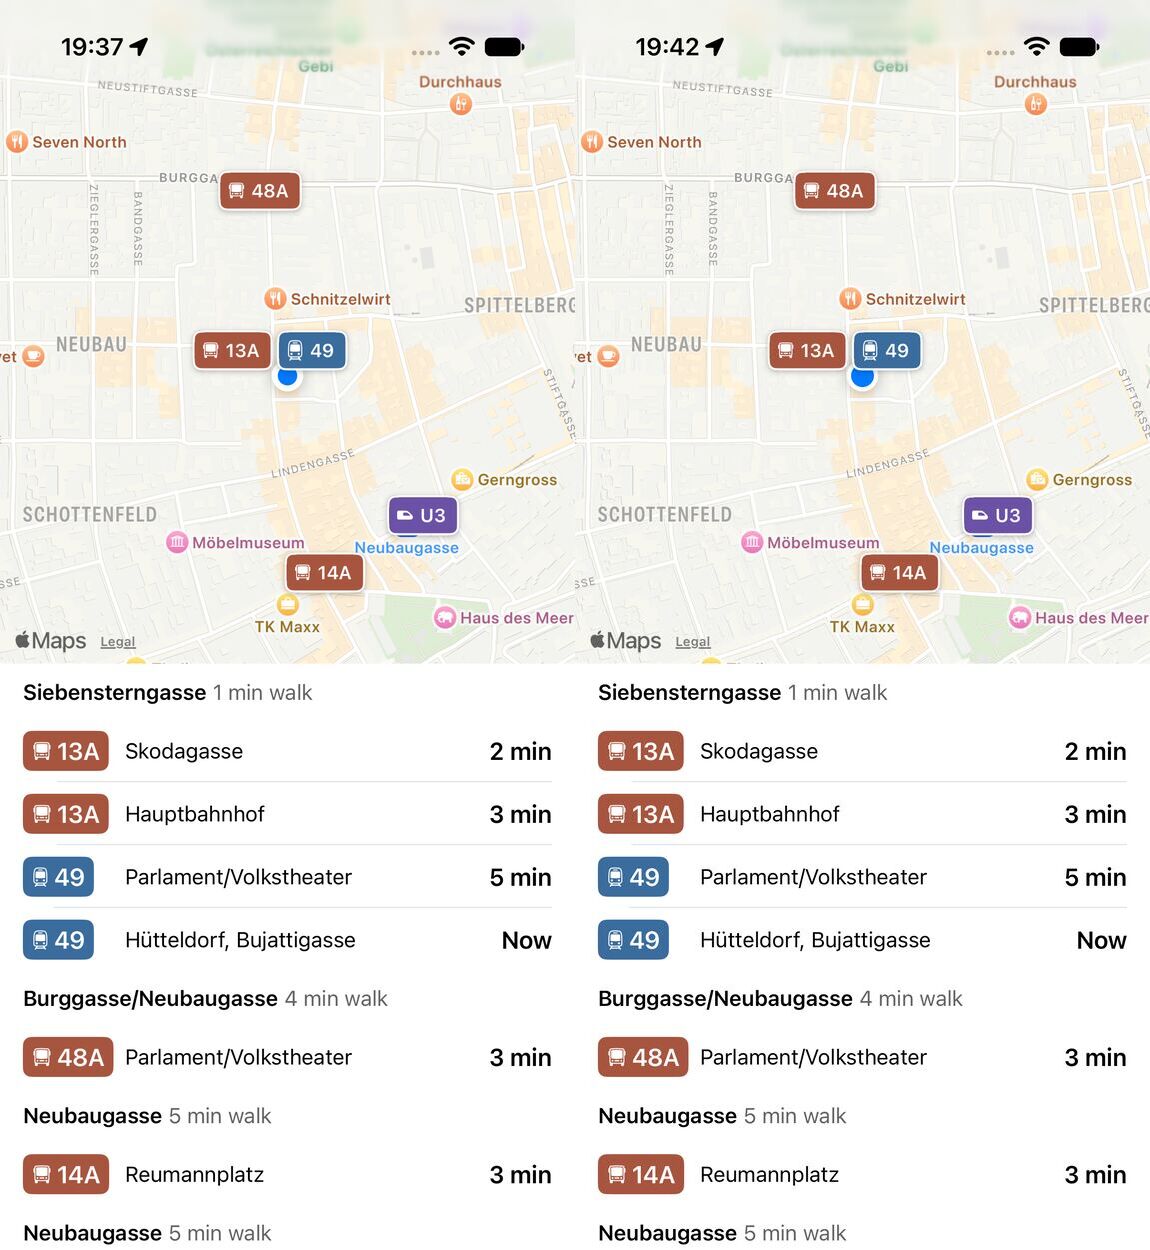 19:37
Gebi
Durchhaus
NEUSTIFTGASSE
Seven North
BURGGA
48A
ZIEGLERGASSE
BANDGASSE
Schnitzelwirt
SPITTELBERG
NEUBAU
13A
49
et
STIFTGASSE
LINDENGASSE
Gerngross
SCHOTTENFELD
U3
Möbelmuseum
Neubaugasse
14A
SSE
TK Maxx
Haus des Meer
Maps Legal
Siebensterngasse 1 min walk
13A Skodagasse 2 min
13A Hauptbahnhof 3 min
49 Parlament/Volkstheater 5 min
49 Hütteldorf, Bujattigasse Now
Burggasse/Neubaugasse 4 min walk
48A Parlament/Volkstheater 3 min
Neubaugasse 5 min walk
14A Reumannplatz 3 min
Neubaugasse 5 min walk
19:42
Gebi
Durchhaus
NEUSTIFTGASSE
Seven North
BURGGA
48A
ZIEGLERGASSE
BANDGASSE
Schnitzelwirt
SPITTELBERG
NEUBAU
13A
49
et
STIFTGASSE
LINDENGASSE
Gerngross
SCHOTTENFELD
U3
Möbelmuseum
Neubaugasse
14A
SSE
TK Maxx
Haus des Meer
Maps Legal
Siebensterngasse 1 min walk
13A Skodagasse 2 min
13A Hauptbahnhof 3 min
49 Parlament/Volkstheater 5 min
49 Hütteldorf, Bujattigasse Now
Burggasse/Neubaugasse 4 min walk
48A Parlament/Volkstheater 3 min
Neubaugasse 5 min walk
14A Reumannplatz 3 min
Neubaugasse 5 min walk